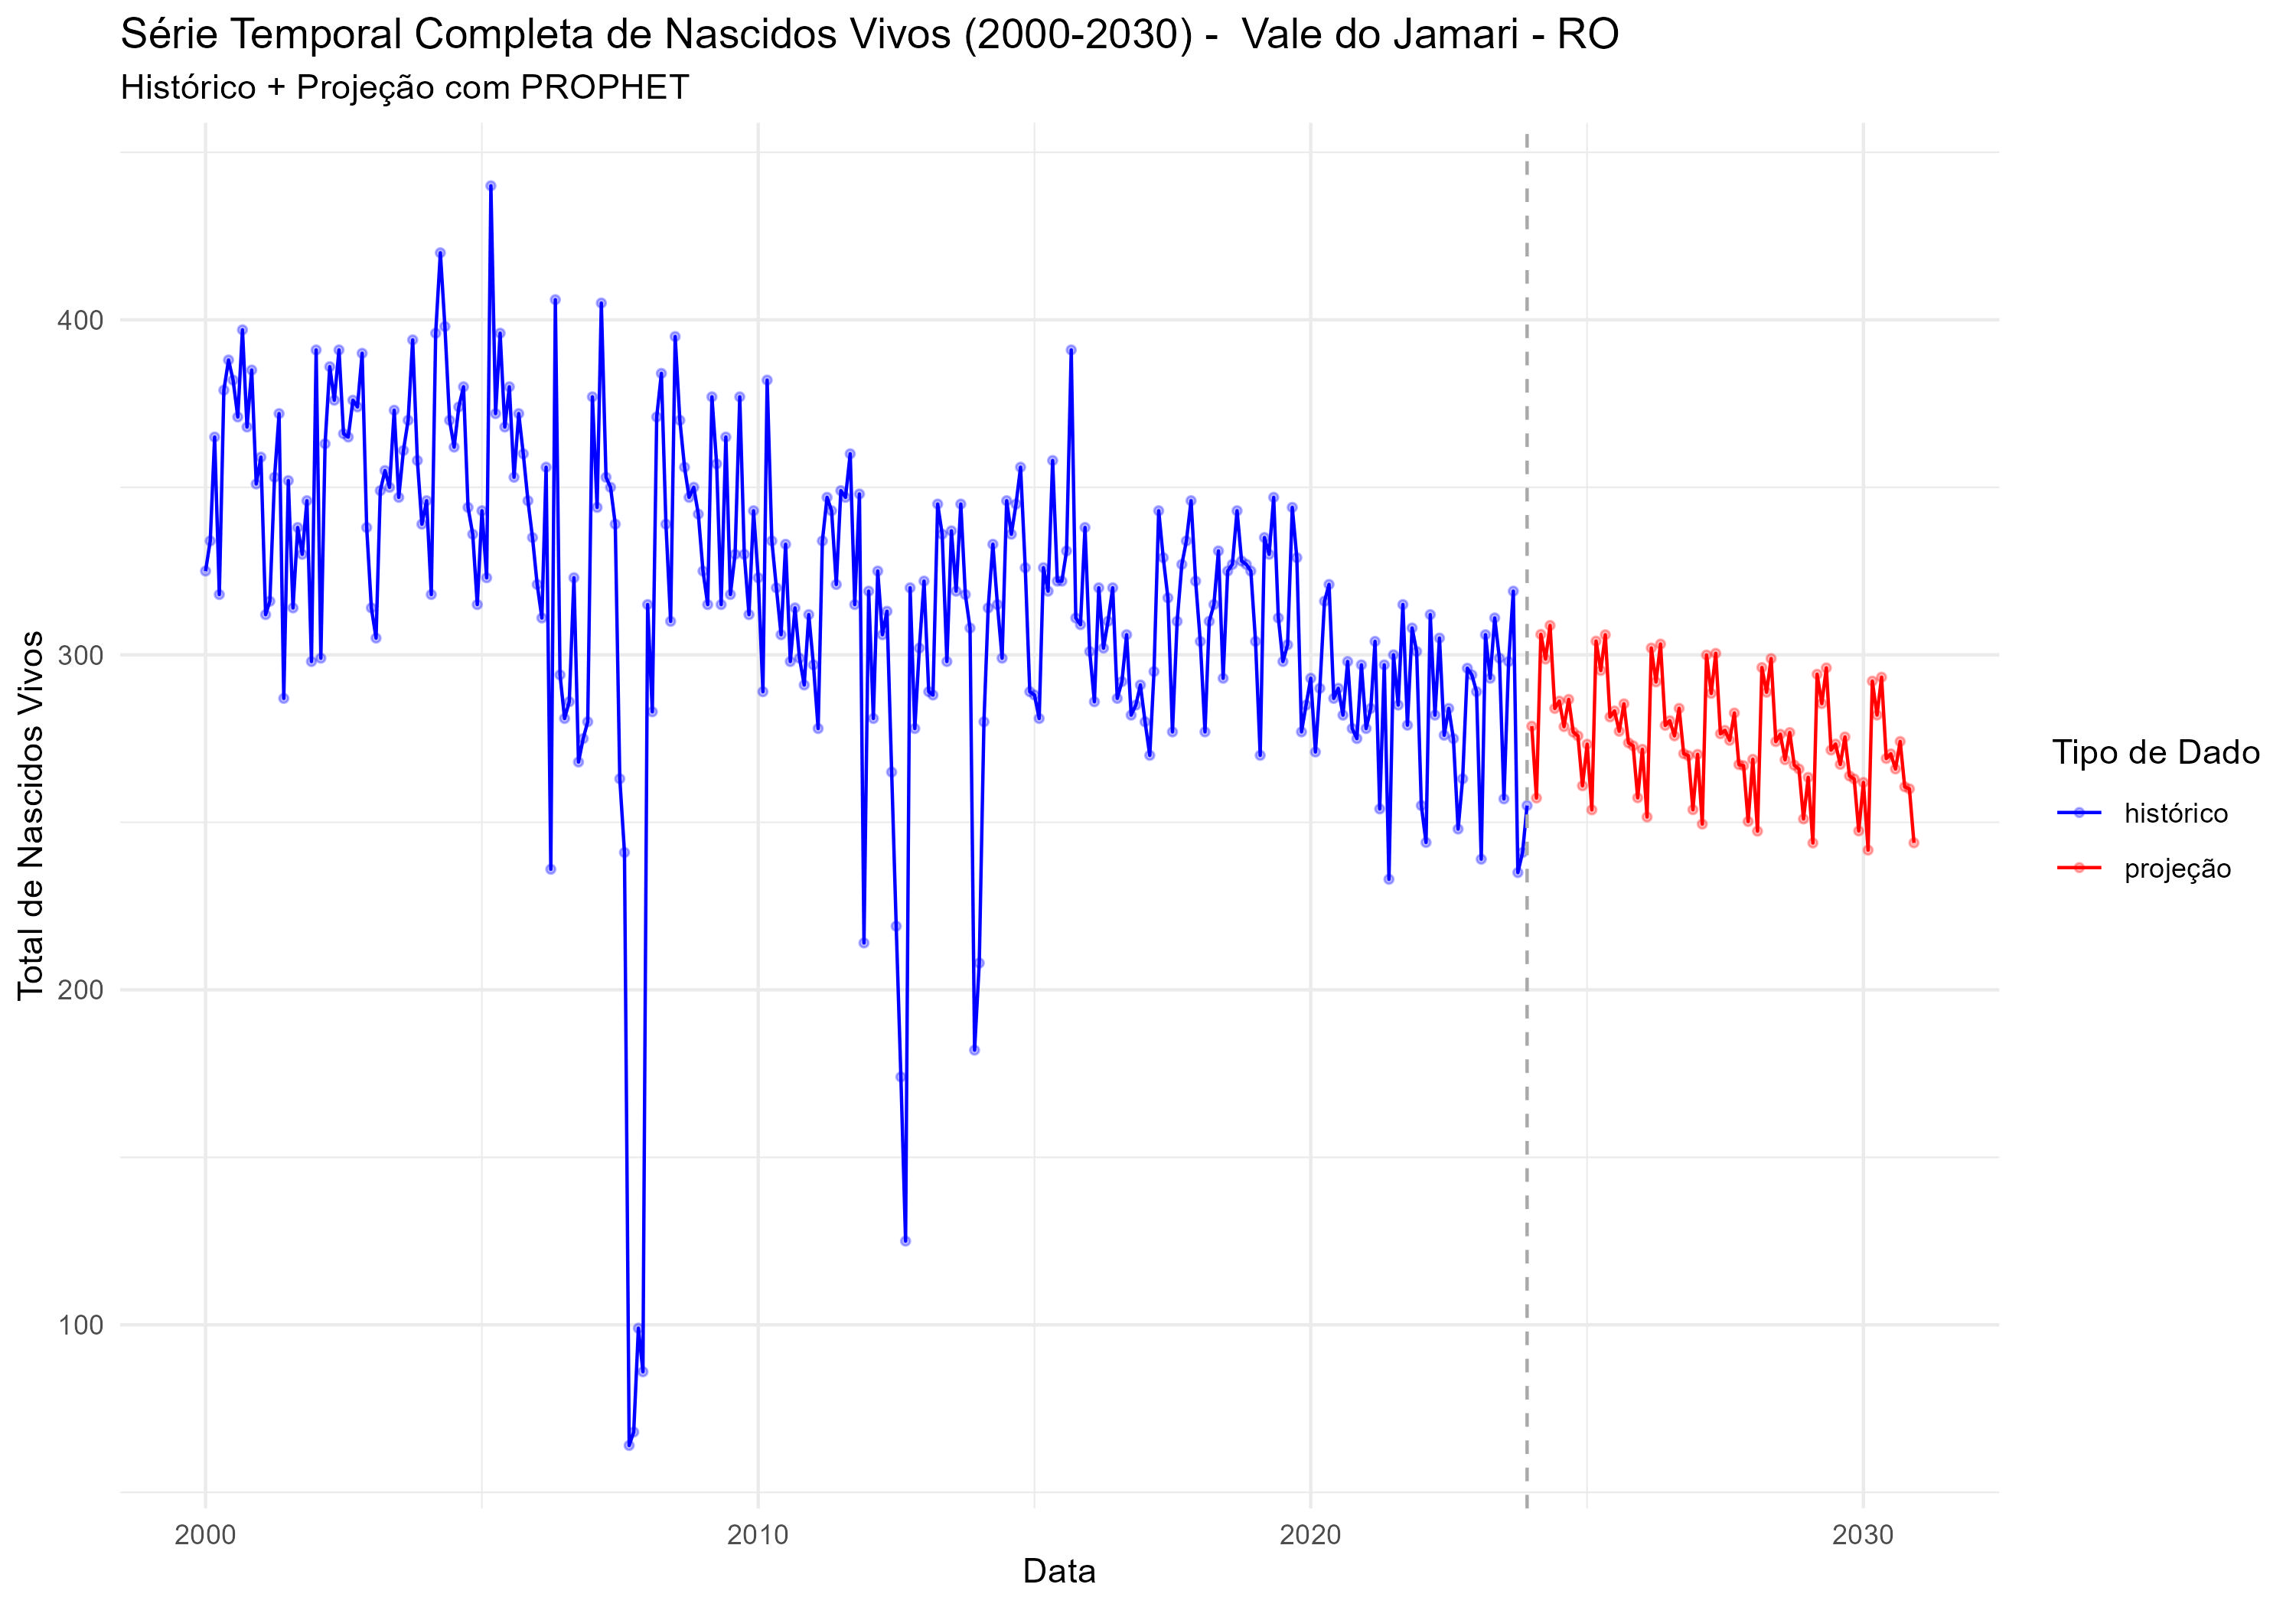 Série Temporal Completa de Nascidos Vivos (2000-2030) -  Vale do Jamari - RO
Histórico + Projeção com PROPHET
Total de Nascidos Vivos
400
300
200
100
2000
2010
2020
2030
Data
Tipo de Dado
histórico
projeção